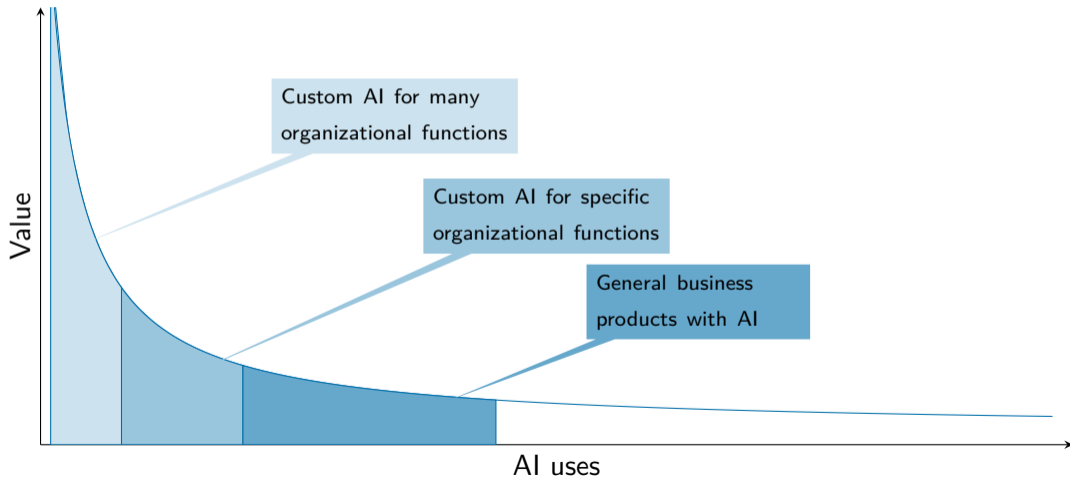 Custom AI for many
organizational functions
Custom AI for specific
organizational functions
General business
products with AI
Value
AI uses